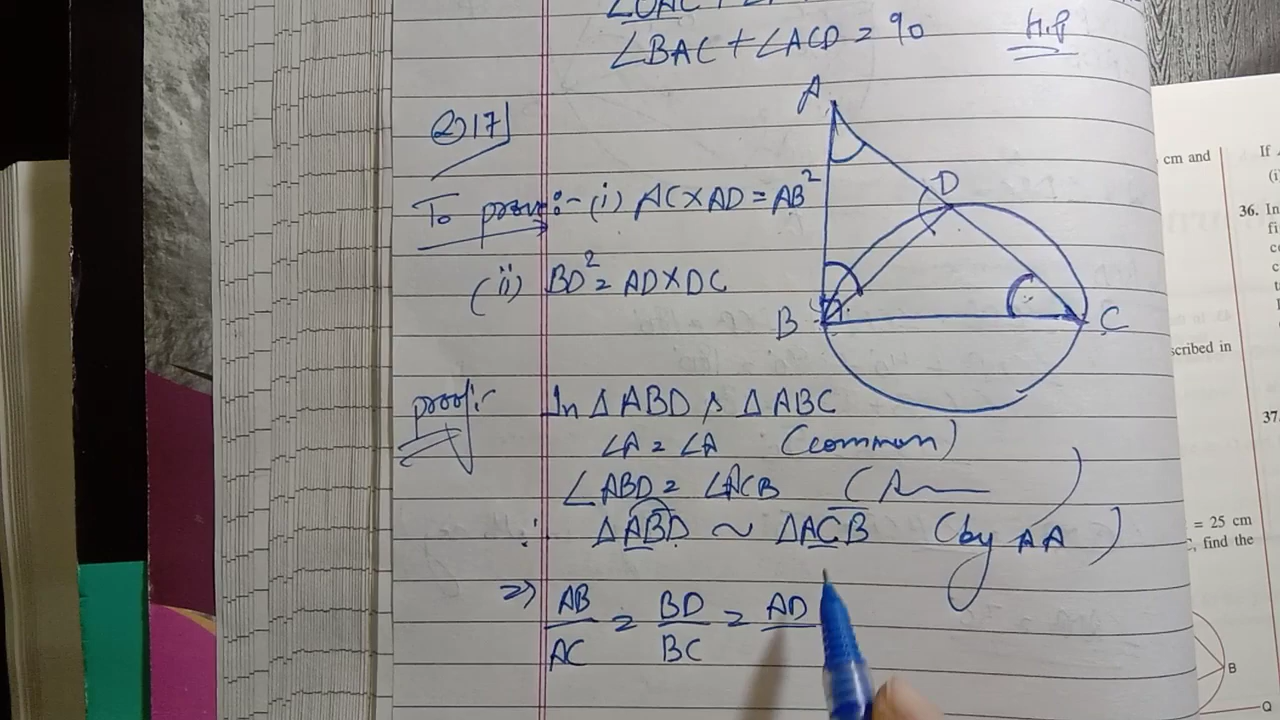 ∠BAC + ∠ACD = 90 H.P
Q17
To prove:- (i) AC×AD = AB²
(ii) BD² = AD×DC
A
D
B
C
Proof:-
In △ABD & △ABC
∠A = ∠A (common)
∠ABD = ∠ACB (A )
∴ △ABD ~ △ACB (by AA)
⇒ AB/AC = BD/BC = AD
cm and
If
36. In
scribed in
37.
= 25 cm
, find the
B
Q